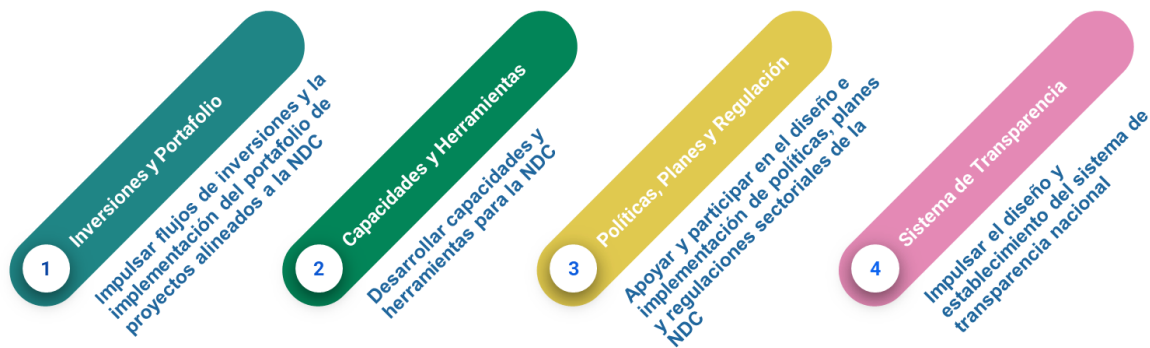 1
Inversiones y Portafolio
Impulsar flujos de inversiones y la
implementación del portafolio de
proyectos alineados a la NDC
2
Capacidades y Herramientas
Desarrollar capacidades y
herramientas para la NDC
3
Políticas, Planes y Regulación
Apoyar y participar en el diseño e
implementación de políticas, planes
y regulaciones sectoriales de la
NDC
4
Sistema de Transparencia
Impulsar el diseño y
establecimiento del sistema de
transparencia nacional